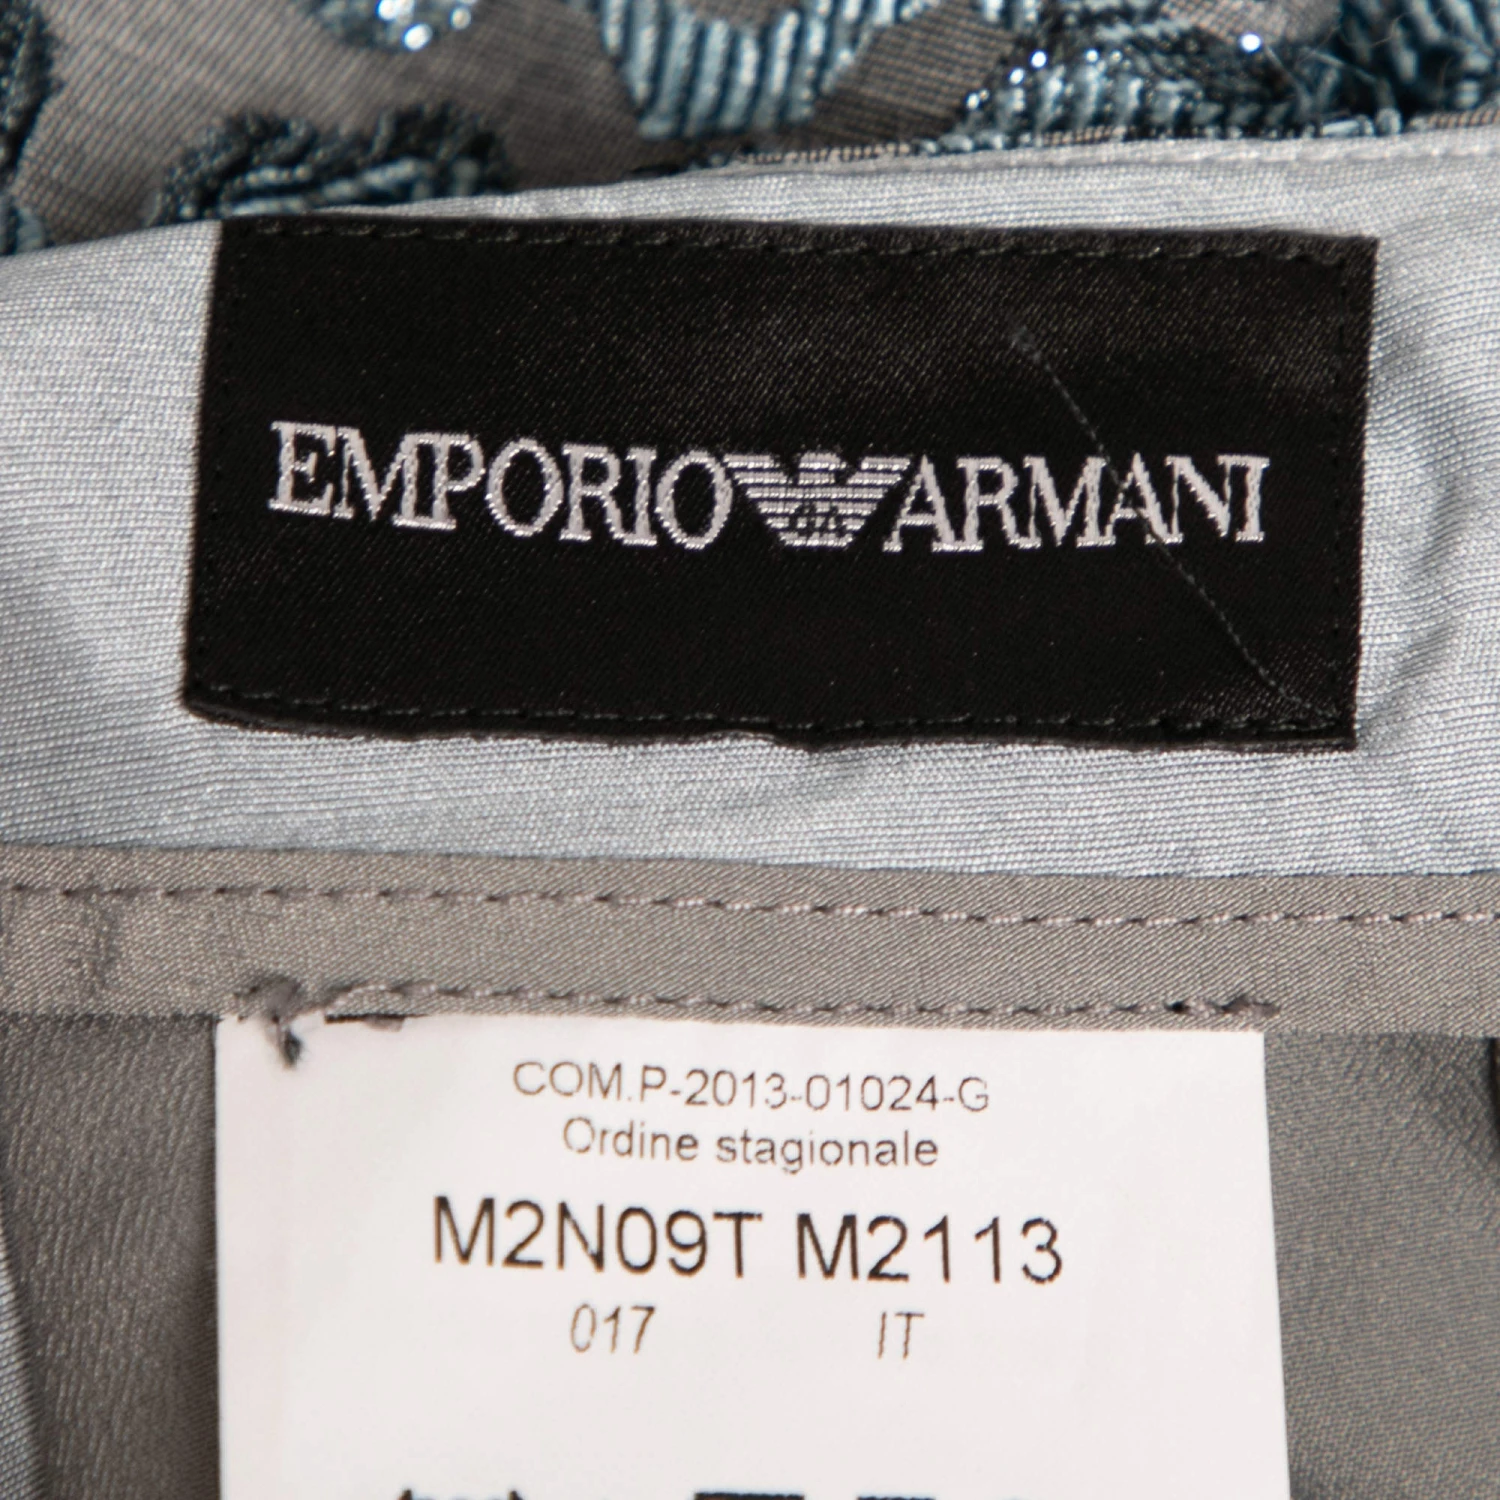 EMPORIO ARMANI
COM.P-2013-01024-G
Ordine stagionale
M2N09T M2113
017 IT